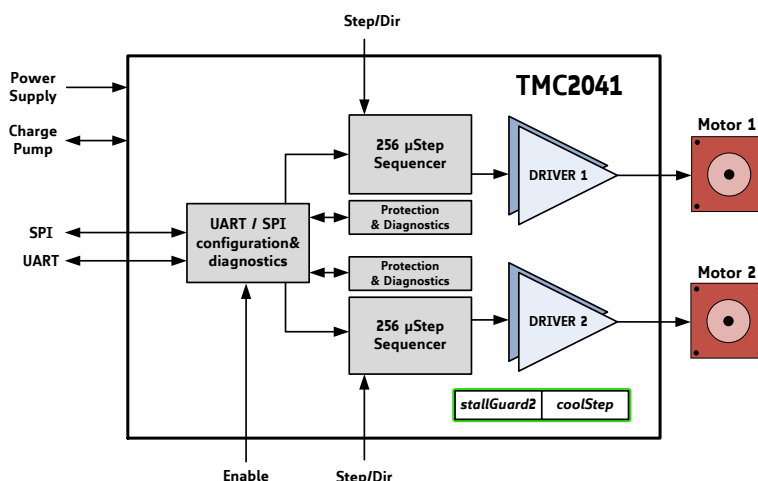 Step/Dir
Power
Supply
TMC2041
Charge
Pump
256 µStep
Sequencer
Motor 1
DRIVER 1
SPI
UART
UART / SPI
configuration&
diagnostics
Protection
& Diagnostics
Protection
& Diagnostics
Motor 2
256 µStep
Sequencer
DRIVER 2
stallGuard2
coolStep
Enable
Step/Dir